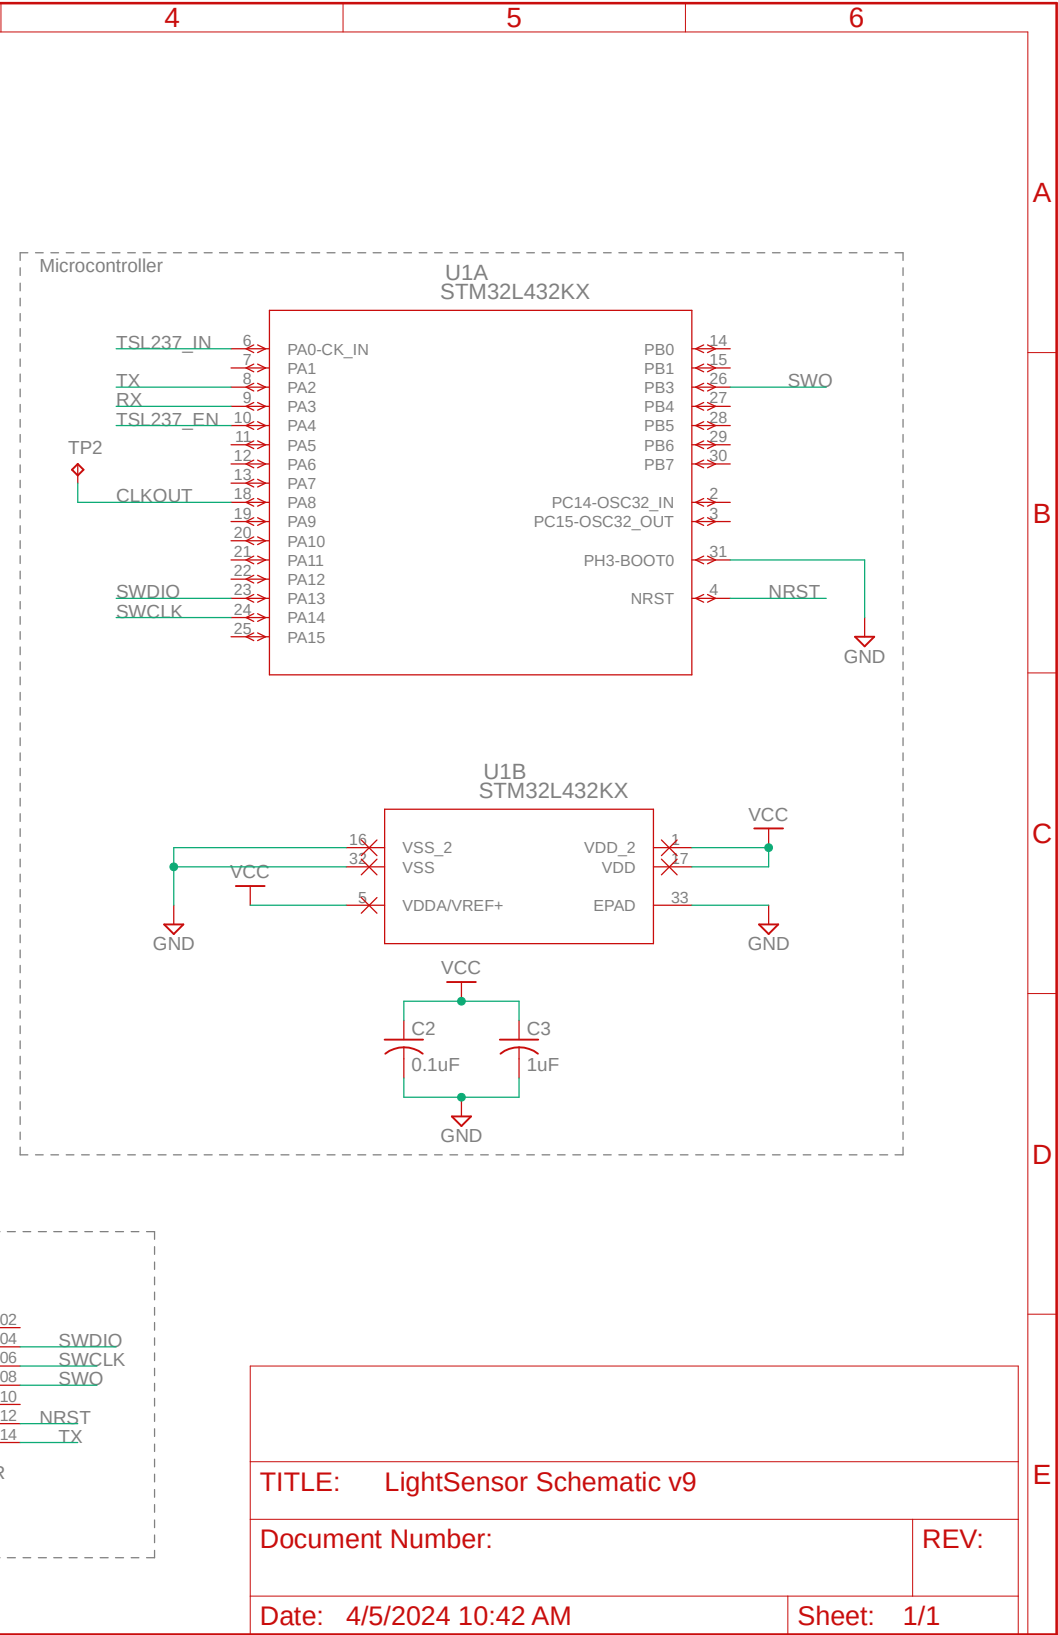 4 5 6
A
Microcontroller
U1A
STM32L432KX
TSL237_IN 6 PA0-CK_IN PB0 14
7 PA1 PB1 15
TX 8 PA2 PB3 26 SWO
RX 9 PA3 PB4 27
TSL237_EN 10 PA4 PB5 28
11 PA5 PB6 29
TP2
12 PA6 PB7 30
13 PA7
CLKOUT 18 PA8 PC14-OSC32_IN 2
19 PA9 PC15-OSC32_OUT 3
B
20 PA10
21 PA11 PH3-BOOT0 31
22 PA12
SWDIO 23 PA13 NRST 4 NRST
SWCLK 24 PA14
25 PA15
GND
U1B
STM32L432KX
VCC
C
16 VSS_2 VDD_2 1
32 VSS VDD 17
VCC
5 VDDA/VREF+ EPAD 33
GND GND
VCC
C2 C3
0.1uF 1uF
GND
D
02
04 SWDIO
06 SWCLK
08 SWO
10
12 NRST
14 TX
R
E
TITLE: LightSensor Schematic v9
Document Number: REV:
Date: 4/5/2024 10:42 AM Sheet: 1/1